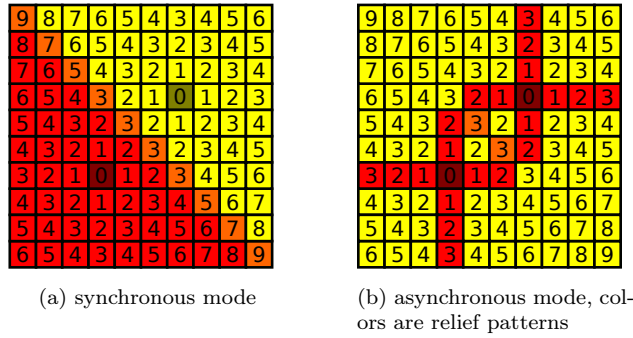 9 8 7 6 5 4 3 4 5 6
8 7 6 5 4 3 2 3 4 5
7 6 5 4 3 2 1 2 3 4
6 5 4 3 2 1 0 1 2 3
5 4 3 2 3 2 1 2 3 4
4 3 2 1 2 3 2 3 4 5
3 2 1 0 1 2 3 4 5 6
4 3 2 1 2 3 4 5 6 7
5 4 3 2 3 4 5 6 7 8
6 5 4 3 4 5 6 7 8 9
(a) synchronous mode
9 8 7 6 5 4 3 4 5 6
8 7 6 5 4 3 2 3 4 5
7 6 5 4 3 2 1 2 3 4
6 5 4 3 2 1 0 1 2 3
5 4 3 2 3 2 1 2 3 4
4 3 2 1 2 3 2 3 4 5
3 2 1 0 1 2 3 4 5 6
4 3 2 1 2 3 4 5 6 7
5 4 3 2 3 4 5 6 7 8
6 5 4 3 4 5 6 7 8 9
(b) asynchronous mode, col-
ors are relief patterns